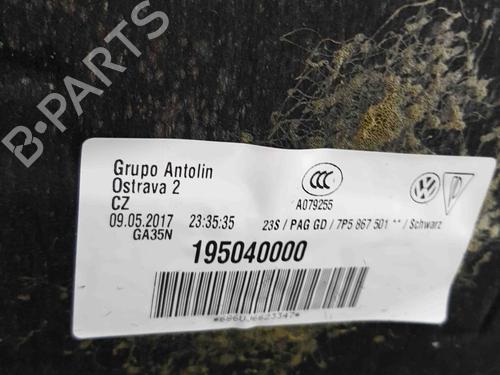 B-PARTS
Grupo Antolin
Ostrava 2
CZ
09.05.2017 23:35:35
GA35N
A079255
23S / PAG GD / 7P5 867 501 ** / Schwarz
195040000
*686UJ6623347*